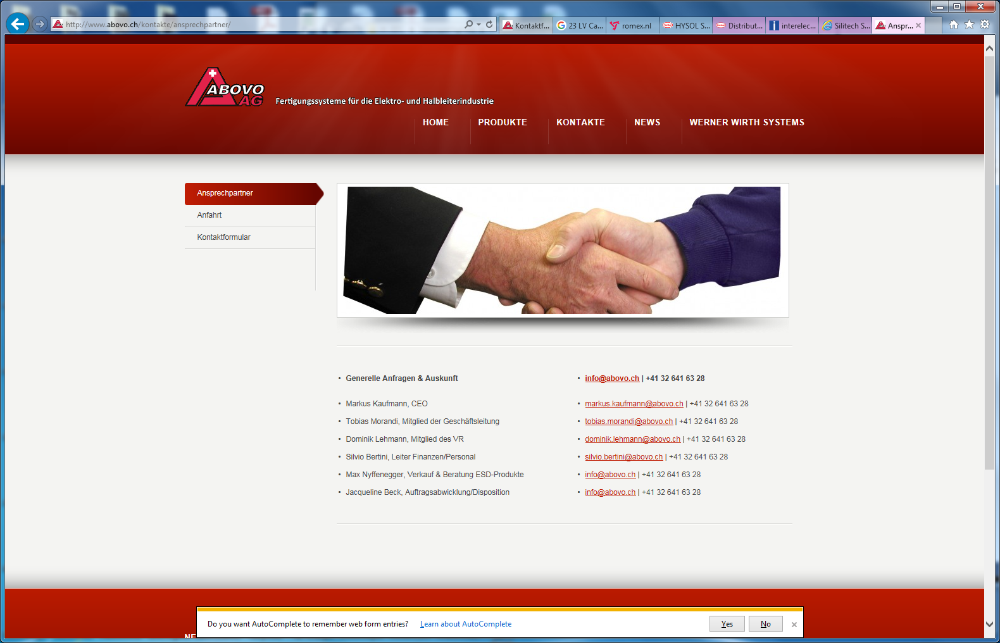 http://www.abovo.ch/kontakte/ansprechpartner/
Kontaktf...
23 LV Ca...
romex.nl
HYSOL S...
Distribut...
interelec...
Silitech S...
Anspr...
ABOVO
AG
Fertigungssysteme für die Elektro- und Halbleiterindustrie
HOME
PRODUKTE
KONTAKTE
NEWS
WERNER WIRTH SYSTEMS
Ansprechpartner
Anfahrt
Kontaktformular
• Generelle Anfragen & Auskunft
• info@abovo.ch | +41 32 641 63 28
• Markus Kaufmann, CEO
• markus.kaufmann@abovo.ch | +41 32 641 63 28
• Tobias Morandi, Mitglied der Geschäftsleitung
• tobias.morandi@abovo.ch | +41 32 641 63 28
• Dominik Lehmann, Mitglied des VR
• dominik.lehmann@abovo.ch | +41 32 641 63 28
• Silvio Bertini, Leiter Finanzen/Personal
• silvio.bertini@abovo.ch | +41 32 641 63 28
• Max Nyffenegger, Verkauf & Beratung ESD-Produkte
• info@abovo.ch | +41 32 641 63 28
• Jacqueline Beck, Auftragsabwicklung/Disposition
• info@abovo.ch | +41 32 641 63 28
Do you want AutoComplete to remember web form entries?
Learn about AutoComplete
Yes
No